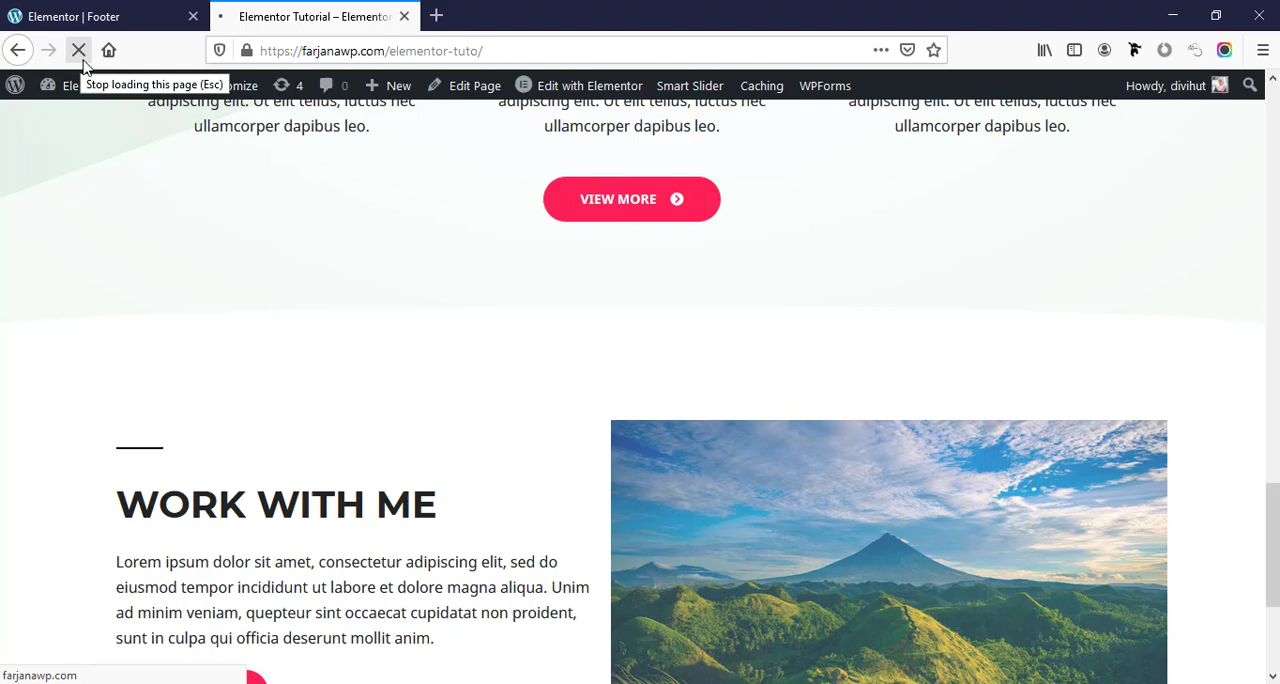 Elementor | Footer
Elementor Tutorial – Elementor
https://farjanawp.com/elementor-tuto/
Stop loading this page (Esc)
4
0
New
Edit Page
Edit with Elementor
Smart Slider
Caching
WPForms
Howdy, divihut
adipiscing elit. Ut elit tellus, luctus nec
ullamcorper dapibus leo.
adipiscing elit. Ut elit tellus, luctus nec
ullamcorper dapibus leo.
adipiscing elit. Ut elit tellus, luctus nec
ullamcorper dapibus leo.
VIEW MORE
WORK WITH ME
Lorem ipsum dolor sit amet, consectetur adipiscing elit, sed do
eiusmod tempor incididunt ut labore et dolore magna aliqua. Unim
ad minim veniam, quepteur sint occaecat cupidatat non proident,
sunt in culpa qui officia deserunt mollit anim.
farjanawp.com